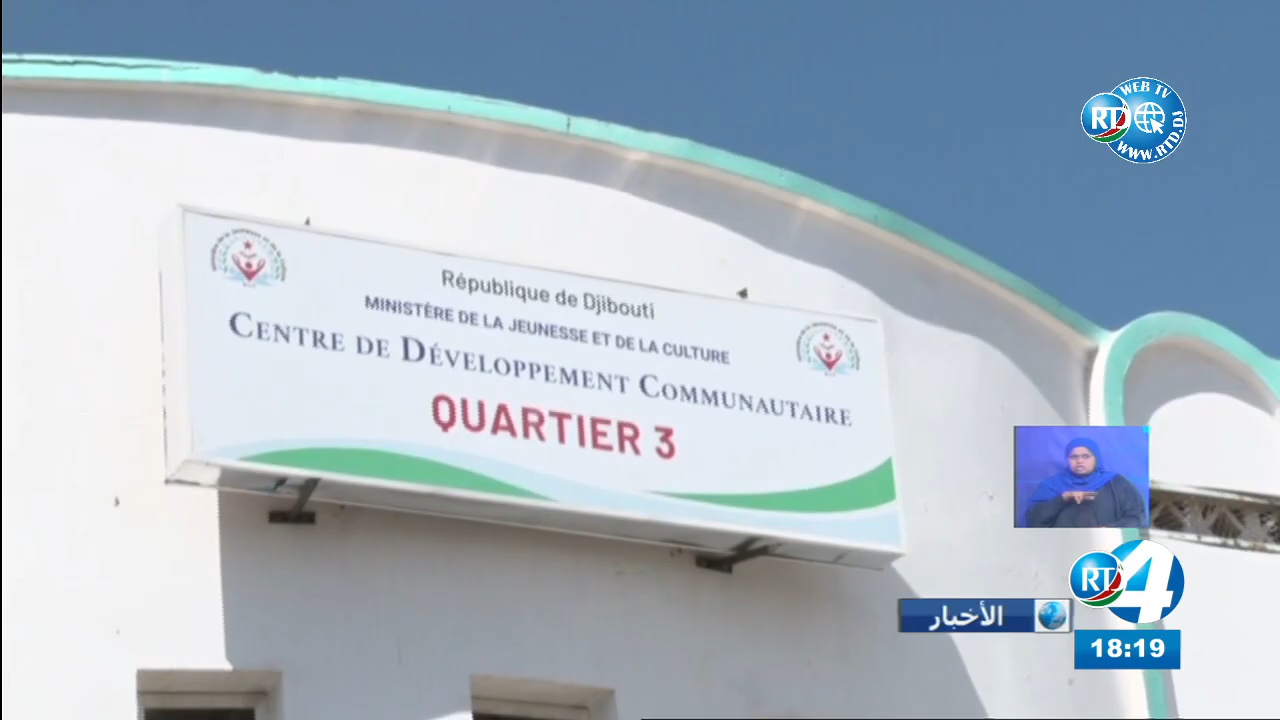 WEB TV
RTD
WWW.RTD.DJ
République de Djibouti
MINISTÈRE DE LA JEUNESSE ET DE LA CULTURE
CENTRE DE DÉVELOPPEMENT COMMUNAUTAIRE
QUARTIER 3
RTD 4
الأخبار
18:19